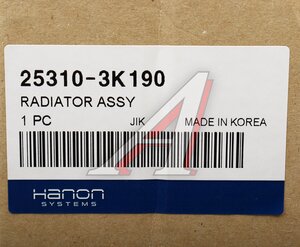 25310-3K190
RADIATOR ASSY
1 PC JIK MADE IN KOREA
Hanon
SYSTEMS